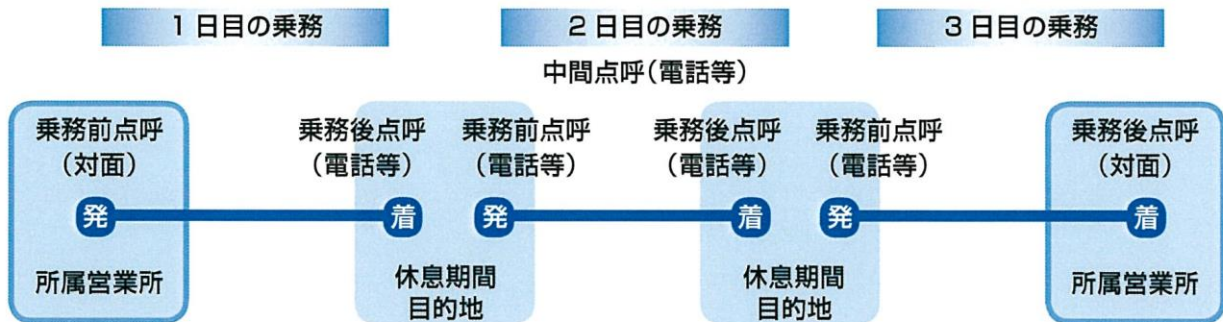 1日目の乗務
2日目の乗務
3日目の乗務
中間点呼(電話等)
乗務前点呼
(対面)
乗務後点呼
(電話等)
乗務前点呼
(電話等)
乗務後点呼
(電話等)
乗務前点呼
(電話等)
乗務後点呼
(対面)
発
着
発
着
発
着
所属営業所
休息期間
目的地
休息期間
目的地
所属営業所